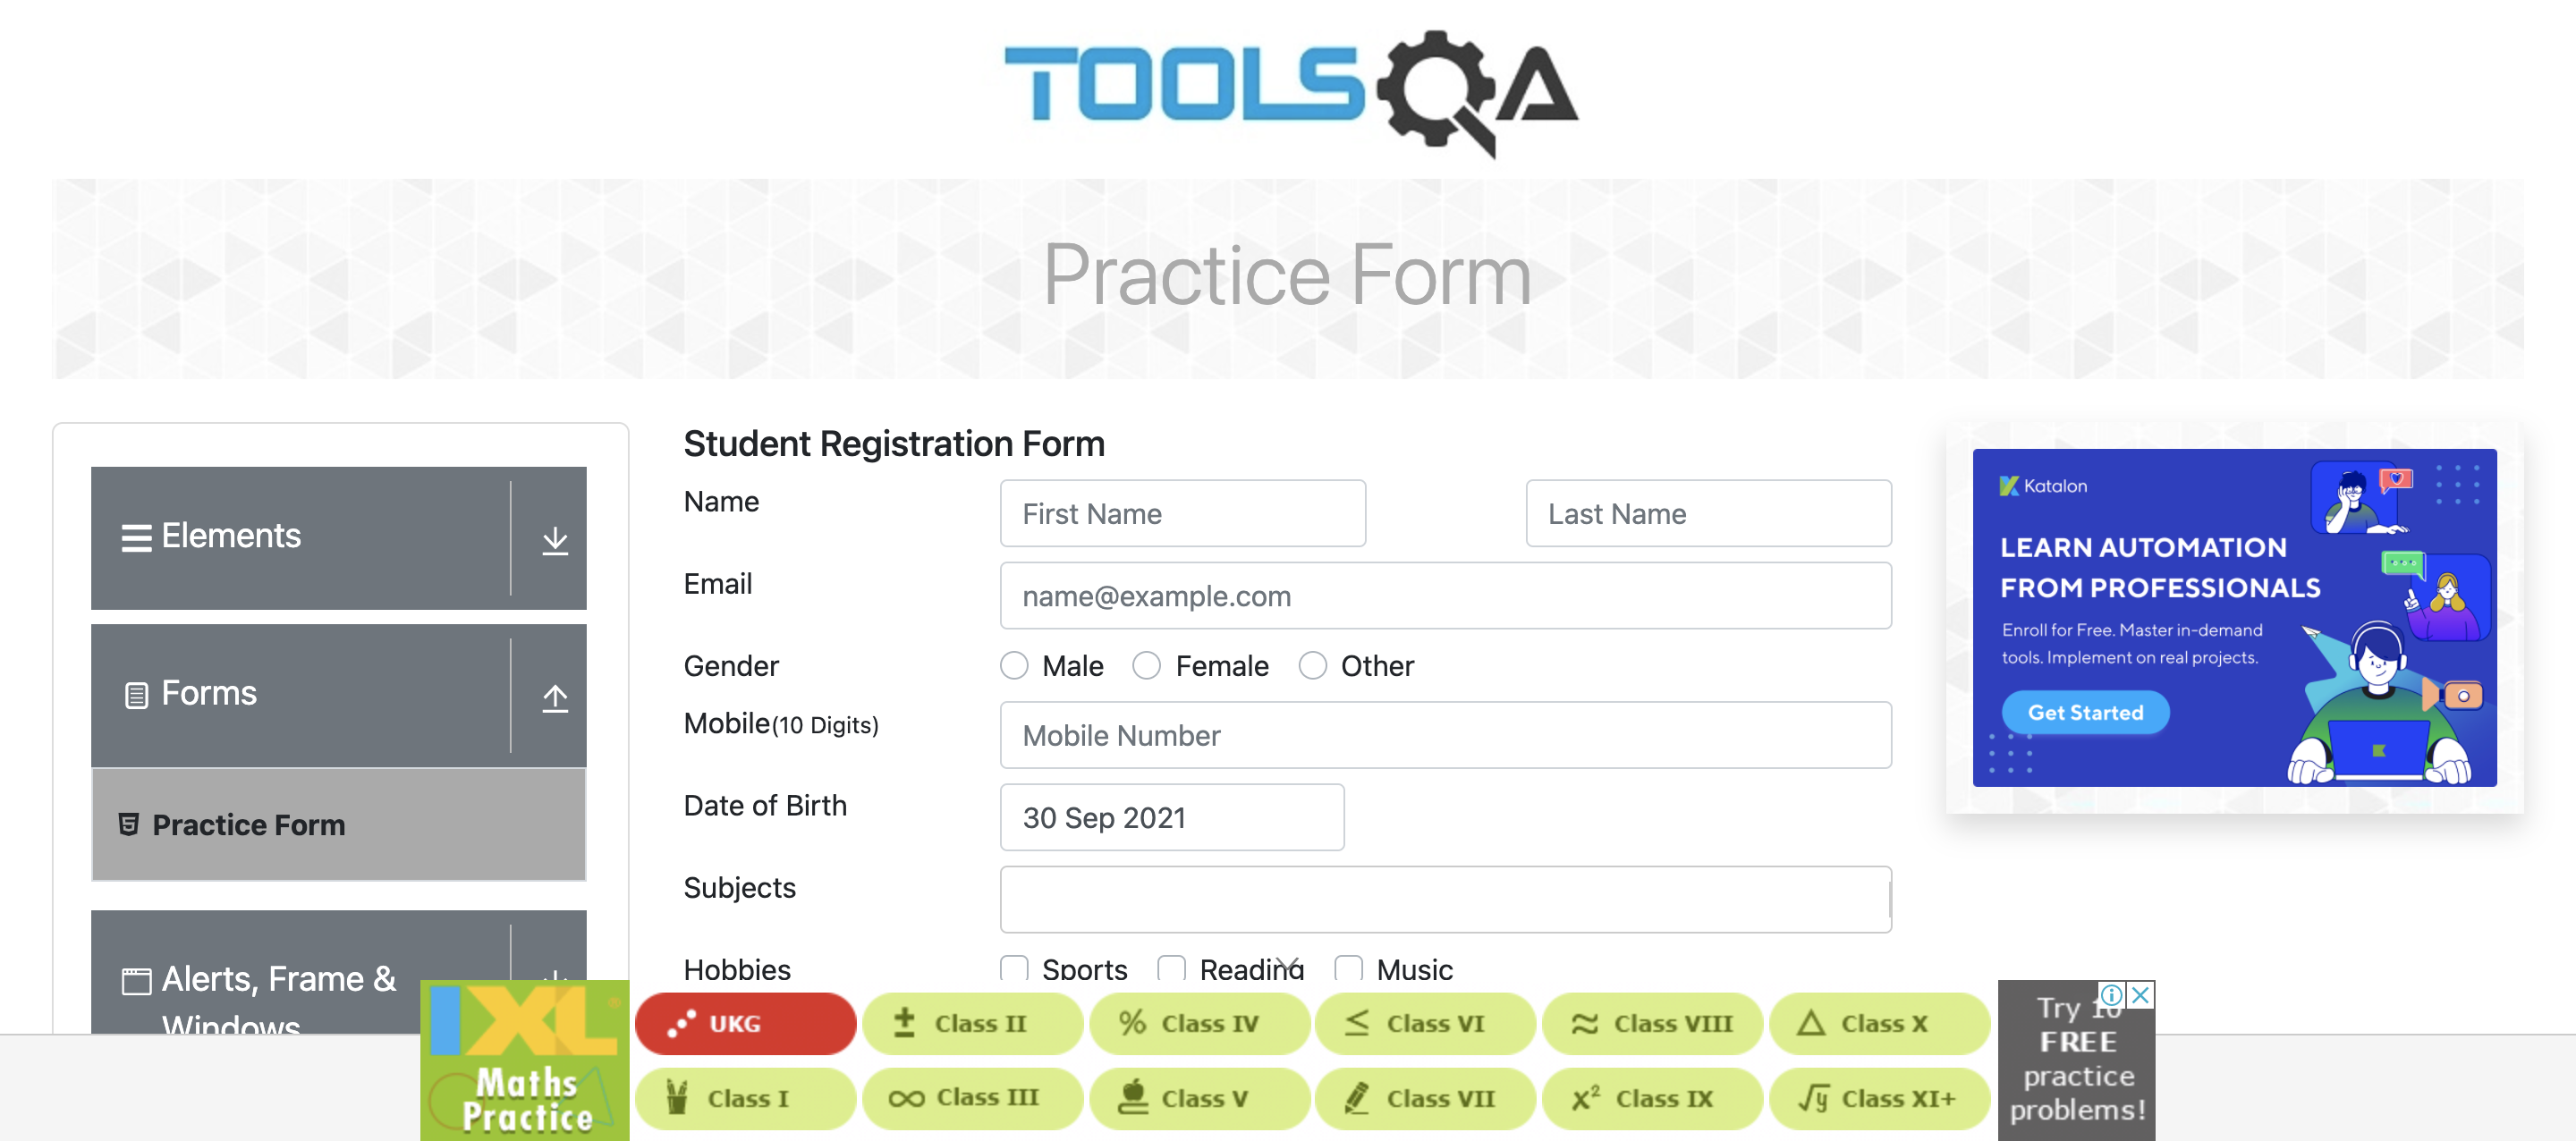 TOOLSQA
Practice Form
Elements
Forms
Practice Form
Alerts, Frame &
Windows
Student Registration Form
Name
First Name
Last Name
Email
name@example.com
Gender
Male
Female
Other
Mobile(10 Digits)
Mobile Number
Date of Birth
30 Sep 2021
Subjects
Hobbies
Sports
Reading
Music
Katalon
LEARN AUTOMATION
FROM PROFESSIONALS
Enroll for Free. Master in-demand
tools. Implement on real projects.
Get Started
IXL®
Maths
Practice
UKG
± Class II
% Class IV
≤ Class VI
≈ Class VIII
△ Class X
Class I
∞ Class III
Class V
Class VII
x² Class IX
√y Class XI+
Try 10
FREE
practice
problems!